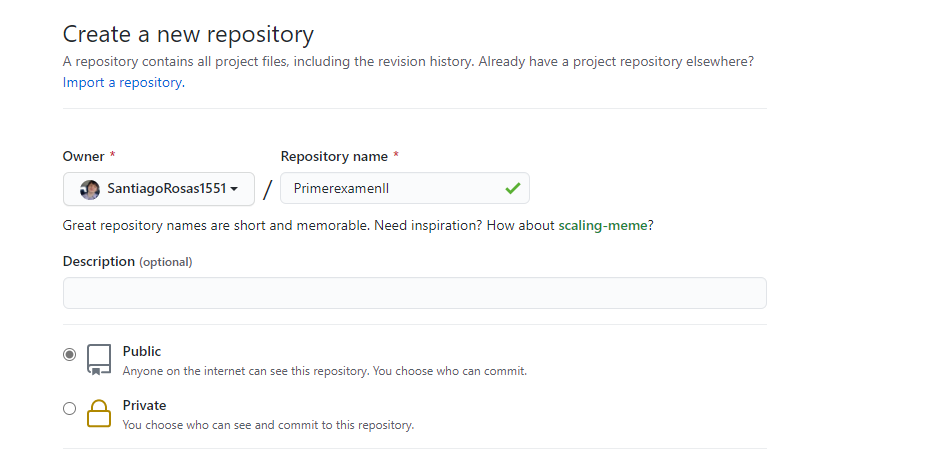 Create a new repository
A repository contains all project files, including the revision history. Already have a project repository elsewhere?
Import a repository.
Owner * Repository name *
SantiagoRosas1551 / PrimerexamenII
Great repository names are short and memorable. Need inspiration? How about scaling-meme?
Description (optional)
Public
Anyone on the internet can see this repository. You choose who can commit.
Private
You choose who can see and commit to this repository.